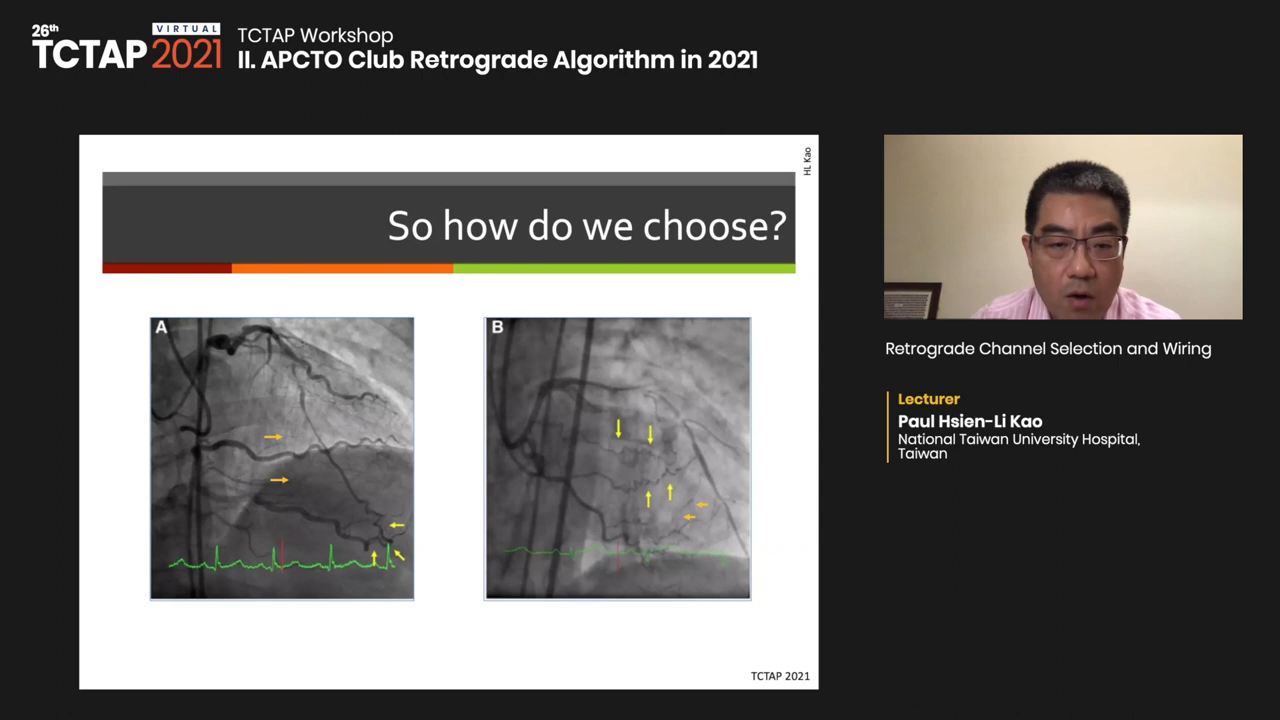 26th
VIRTUAL
TCTAP 2021
TCTAP Workshop
II. APCTO Club Retrograde Algorithm in 2021
HL Kao
So how do we choose?
A
B
TCTAP 2021
Retrograde Channel Selection and Wiring
Lecturer
Paul Hsien-Li Kao
National Taiwan University Hospital,
Taiwan